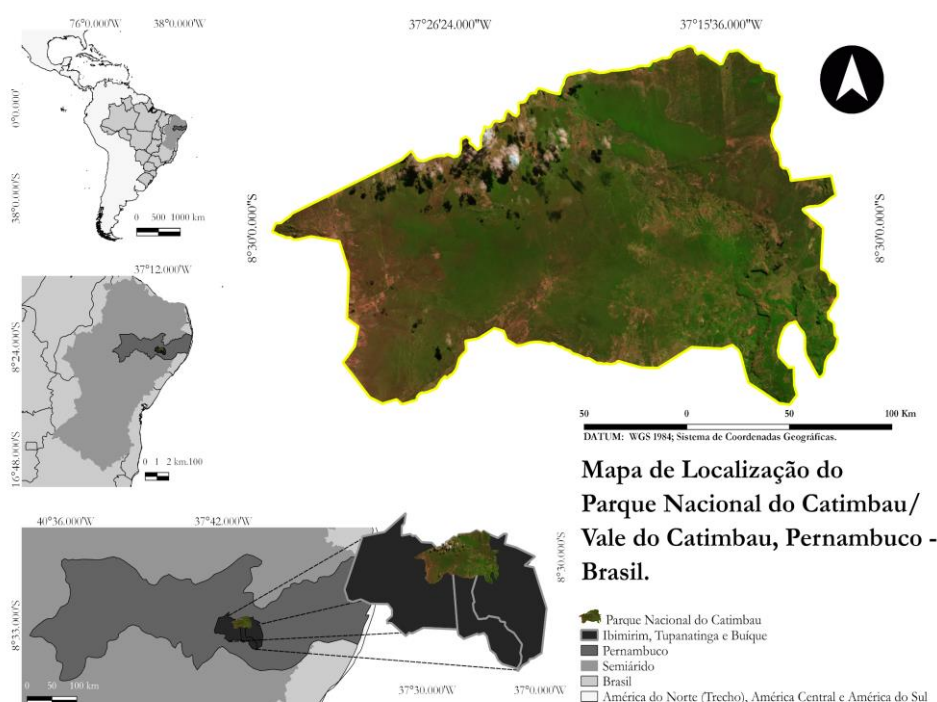 76°0.000'W 38°0.000'W
0°0.000'
38°0.000'S
0 500 1000 km
37°26'24.000"W 37°15'36.000"W
8°30'0.000"S
8°30'0.000"S
37°12.000'W
8°24.000'S
16°48.000'S
0 1 2 km.100
50 0 50 100 Km
DATUM: WGS 1984; Sistema de Coordenadas Geográficas.
Mapa de Localização do
Parque Nacional do Catimbau/
Vale do Catimbau, Pernambuco -
Brasil.
40°36.000'W 37°42.000'W
8°33.000'S
8°30.000'S
0 50 100 km
37°30.000'W 37°0.000'W
Parque Nacional do Catimbau
Ibimirim, Tupanatinga e Buíque
Pernambuco
Semiárido
Brasil
América do Norte (Trecho), América Central e América do Sul